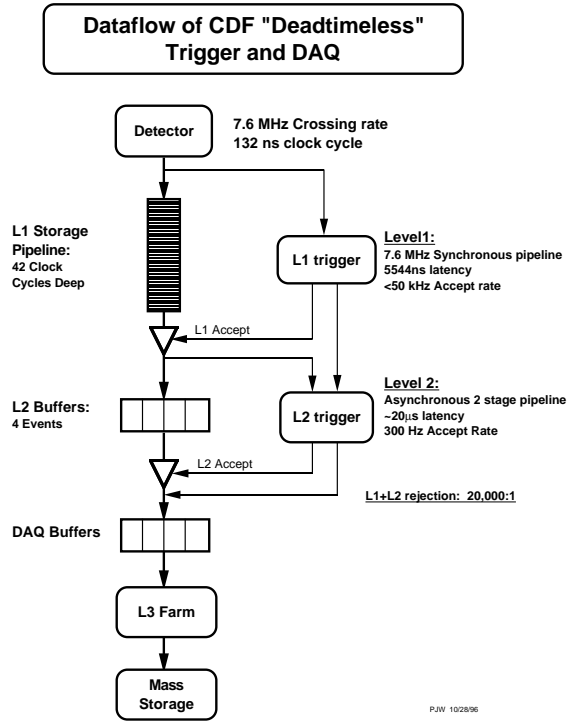 Dataflow of CDF "Deadtimeless"
Trigger and DAQ
Detector
7.6 MHz Crossing rate
132 ns clock cycle
L1 Storage
Pipeline:
42 Clock
Cycles Deep
L1 trigger
Level1:
7.6 MHz Synchronous pipeline
5544ns latency
<50 kHz Accept rate
L1 Accept
L2 Buffers:
4 Events
L2 trigger
Level 2:
Asynchronous 2 stage pipeline
~20μs latency
300 Hz Accept Rate
L2 Accept
L1+L2 rejection: 20,000:1
DAQ Buffers
L3 Farm
Mass
Storage
PJW 10/28/96